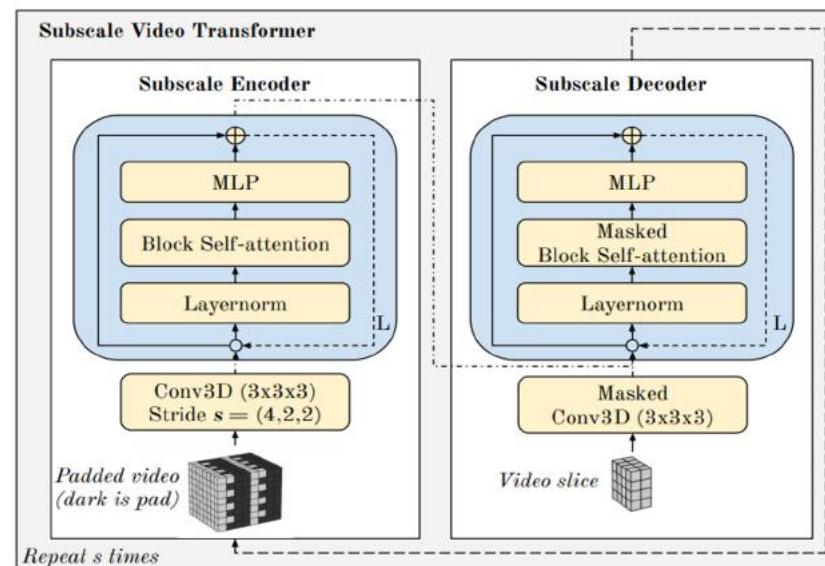 Subscale Video Transformer
Subscale Encoder
MLP
Block Self-attention
Layernorm
L
Conv3D (3x3x3)
Stride s = (4,2,2)
Padded video
(dark is pad)
Repeat s times
Subscale Decoder
MLP
Masked
Block Self-attention
Layernorm
L
Masked
Conv3D (3x3x3)
Video slice